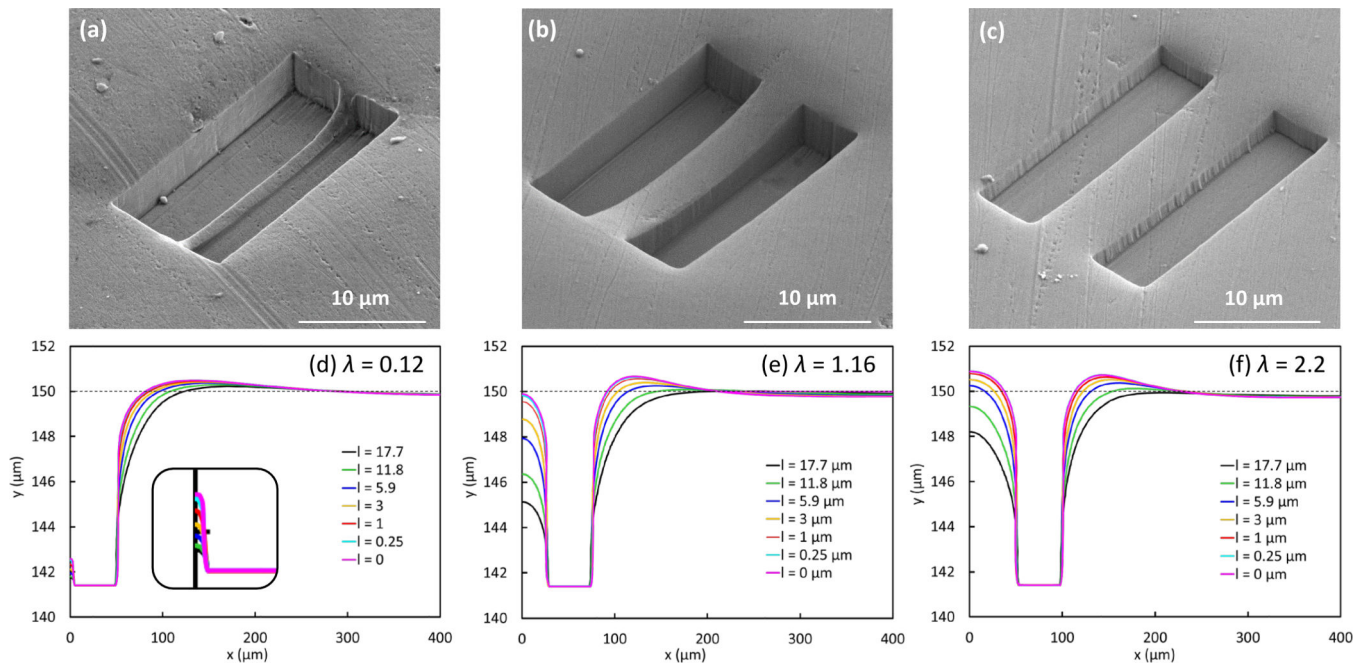 (a)
10 µm
(b)
10 µm
(c)
10 µm
(d) λ = 0.12
152
150
148
146
144
142
140
y (µm)
0
100
200
300
400
x (µm)
l = 17.7
l = 11.8
l = 5.9
l = 3
l = 1
l = 0.25
l = 0
(e) λ = 1.16
152
150
148
146
144
142
140
y (µm)
0
100
200
300
400
x (µm)
l = 17.7 µm
l = 11.8 µm
l = 5.9 µm
l = 3 µm
l = 1 µm
l = 0.25 µm
l = 0 µm
(f) λ = 2.2
152
150
148
146
144
142
140
y (µm)
0
100
200
300
400
x (µm)
l = 17.7 µm
l = 11.8 µm
l = 5.9 µm
l = 3 µm
l = 1 µm
l = 0.25 µm
l = 0 µm